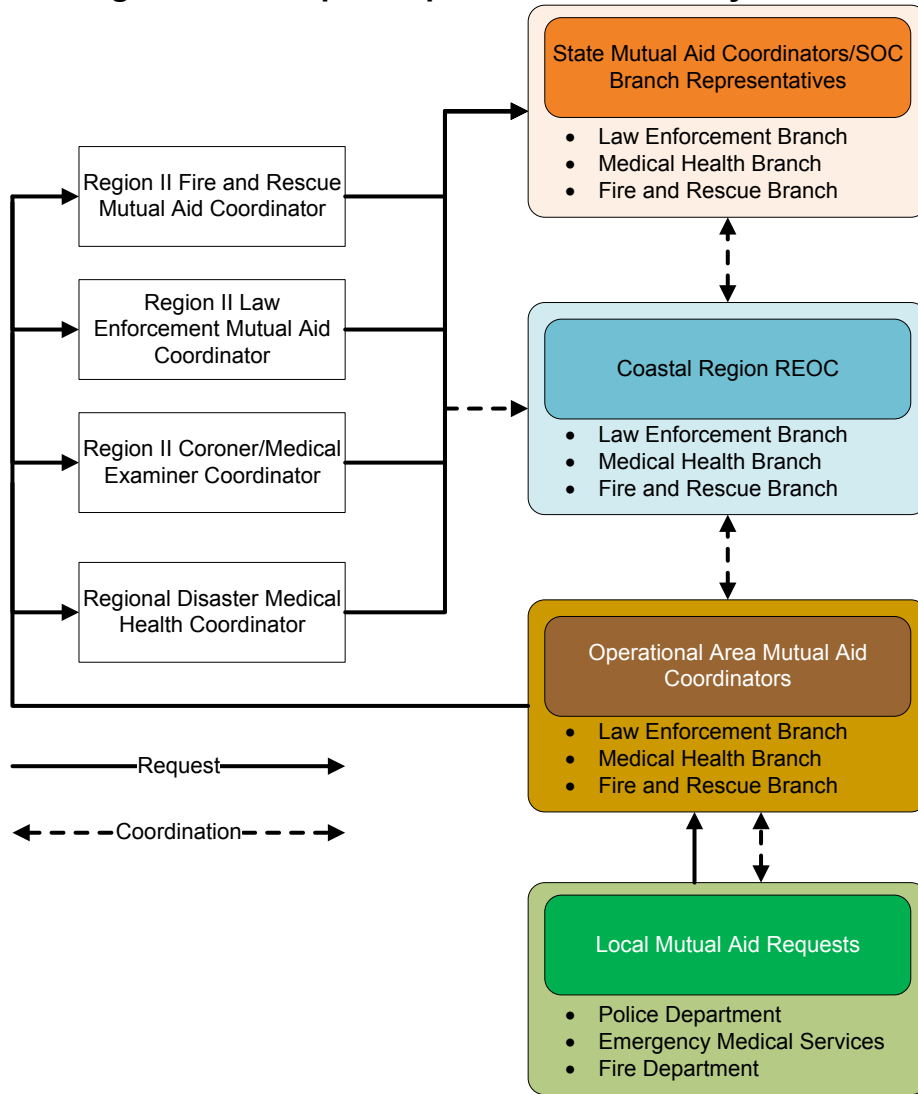 State Mutual Aid Coordinators/SOC
Branch Representatives
• Law Enforcement Branch
• Medical Health Branch
• Fire and Rescue Branch
Region II Fire and Rescue
Mutual Aid Coordinator
Region II Law
Enforcement Mutual Aid
Coordinator
Coastal Region REOC
• Law Enforcement Branch
• Medical Health Branch
• Fire and Rescue Branch
Region II Coroner/Medical
Examiner Coordinator
Regional Disaster Medical
Health Coordinator
Operational Area Mutual Aid
Coordinators
• Law Enforcement Branch
• Medical Health Branch
• Fire and Rescue Branch
Request
Coordination
Local Mutual Aid Requests
• Police Department
• Emergency Medical Services
• Fire Department